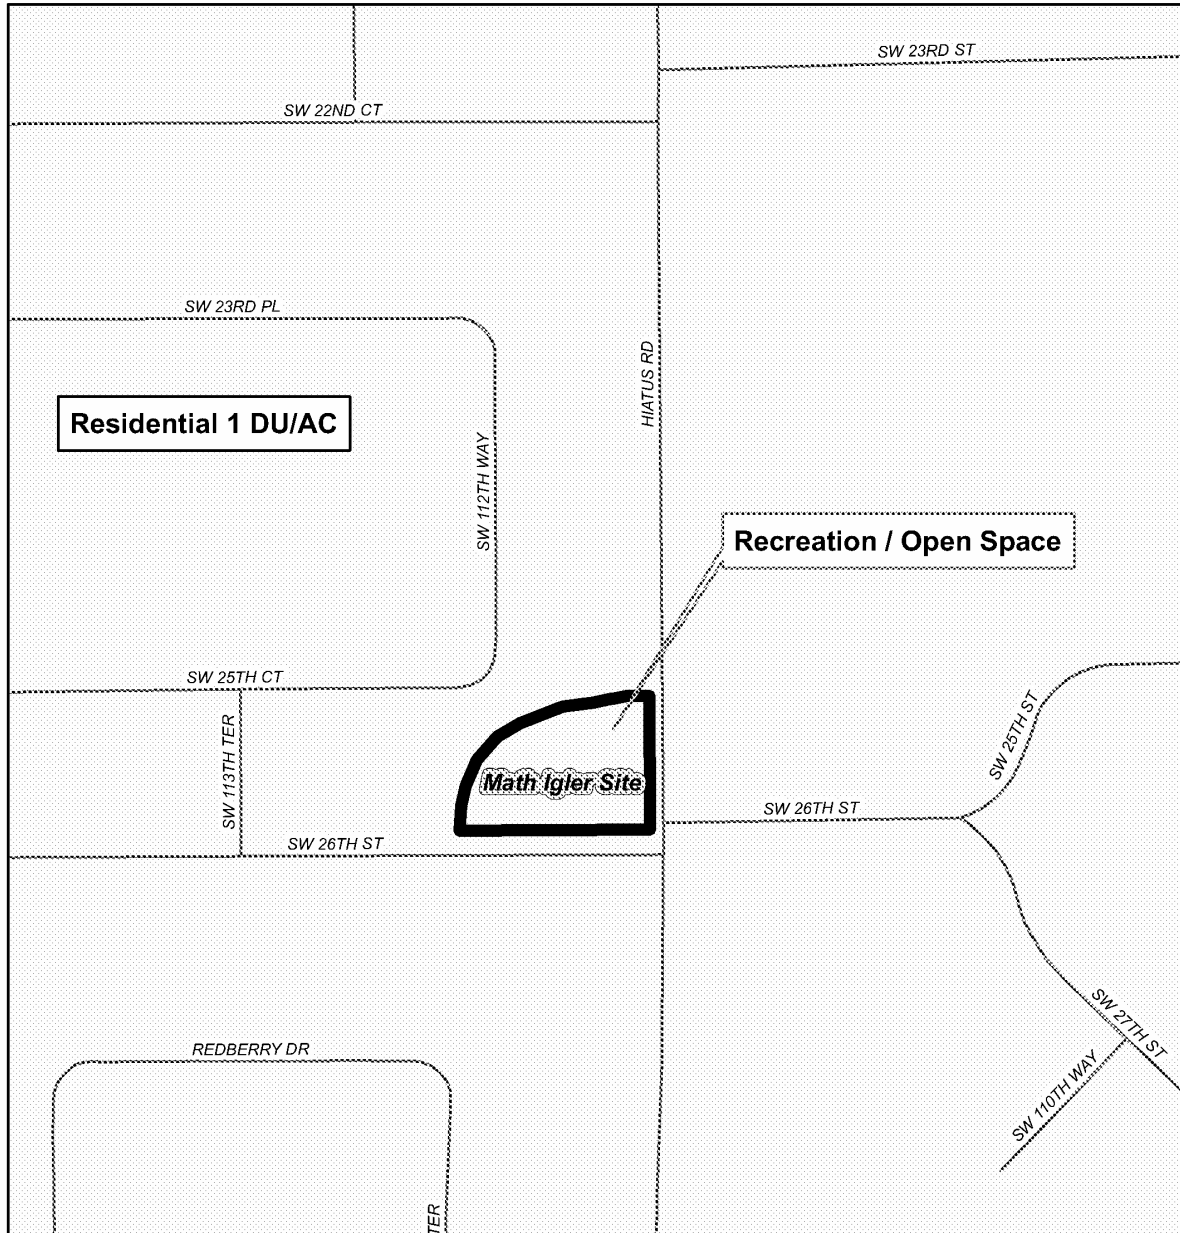 SW 23RD ST
SW 22ND CT
SW 23RD PL
HIATUS RD
Residential 1 DU/AC
SW 112TH WAY
Recreation / Open Space
SW 25TH CT
SW 25TH ST
SW 113TH TER
Math Igler Site
SW 26TH ST
SW 26TH ST
SW 27TH ST
REDBERRY DR
SW 110TH WAY
TER